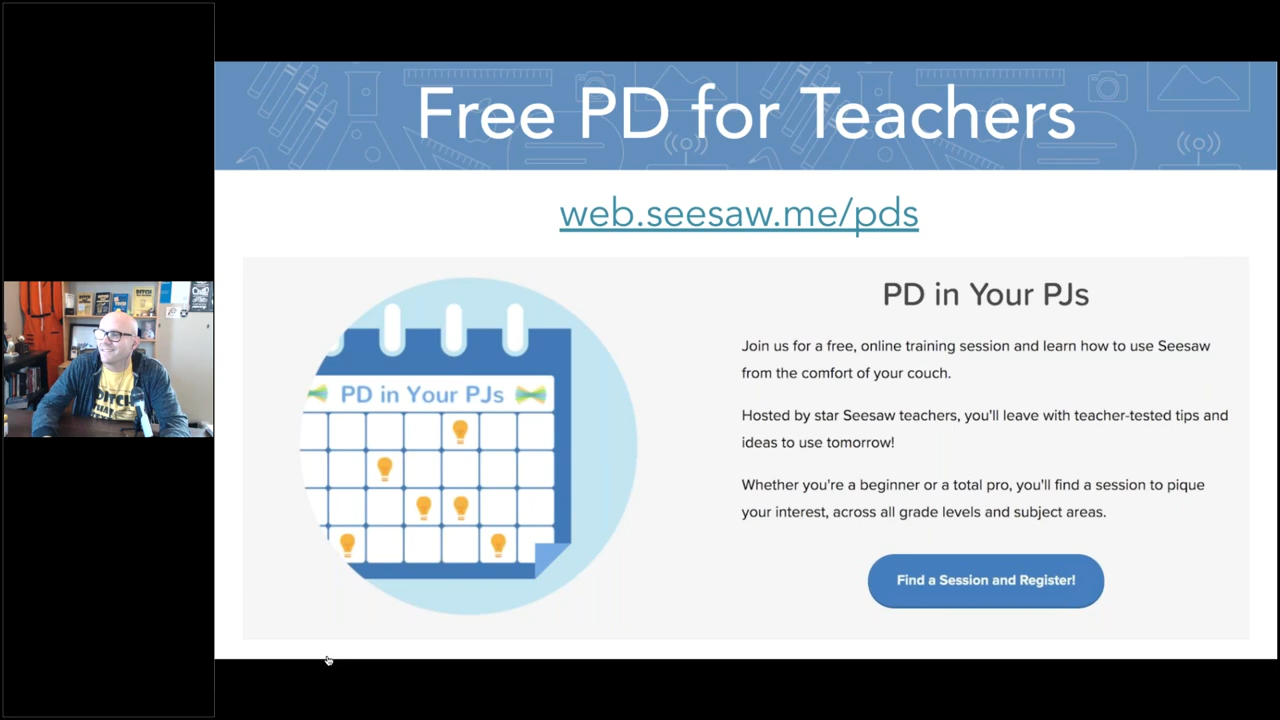 Free PD for Teachers
web.seesaw.me/pds
PD in Your PJs
PD in Your PJs
Join us for a free, online training session and learn how to use Seesaw
from the comfort of your couch.
Hosted by star Seesaw teachers, you'll leave with teacher-tested tips and
ideas to use tomorrow!
Whether you're a beginner or a total pro, you'll find a session to pique
your interest, across all grade levels and subject areas.
Find a Session and Register!
DITCH